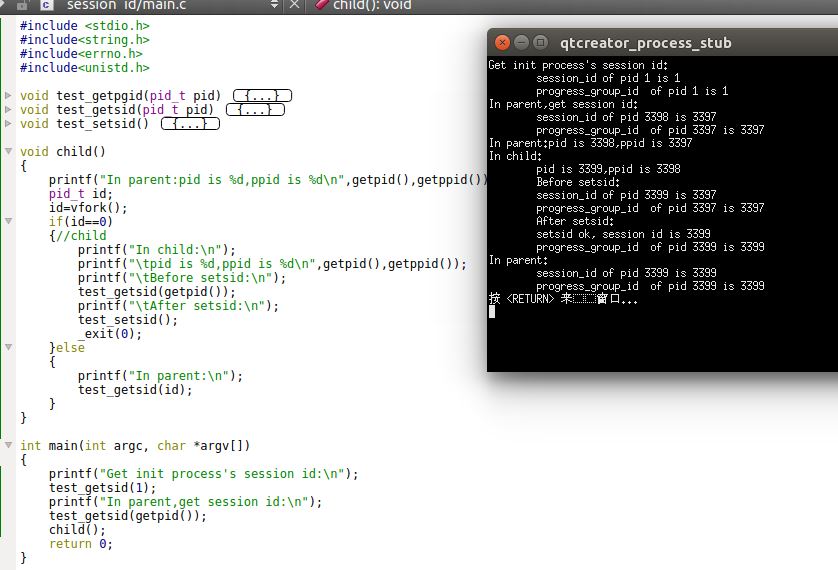 session_id/main.c
child(): void
#include <stdio.h>
#include<string.h>
#include<errno.h>
#include<unistd.h>
void test_getpgid(pid_t pid) {...}
void test_getsid(pid_t pid) {...}
void test_setsid() {...}
void child()
{
printf("In parent:pid is %d,ppid is %d\n",getpid(),getppid())
pid_t id;
id=vfork();
if(id==0)
{//child
printf("In child:\n");
printf("\tpid is %d,ppid is %d\n",getpid(),getppid());
printf("\tBefore setsid:\n");
test_getsid(getpid());
printf("\tAfter setsid:\n");
test_setsid();
_exit(0);
}else
{
printf("In parent:\n");
test_getsid(id);
}
}
int main(int argc, char *argv[])
{
printf("Get init process's session id:\n");
test_getsid(1);
printf("In parent,get session id:\n");
test_getsid(getpid());
child();
return 0;
}
qtcreator_process_stub
Get init process's session id:
session_id of pid 1 is 1
progress_group_id of pid 1 is 1
In parent,get session id:
session_id of pid 3398 is 3397
progress_group_id of pid 3397 is 3397
In parent:pid is 3398,ppid is 3397
In child:
pid is 3399,ppid is 3398
Before setsid:
session_id of pid 3399 is 3397
progress_group_id of pid 3397 is 3397
After setsid:
setsid ok, session id is 3399
progress_group_id of pid 3399 is 3399
In parent:
session_id of pid 3399 is 3399
progress_group_id of pid 3399 is 3399
按 <RETURN> 来窗口...